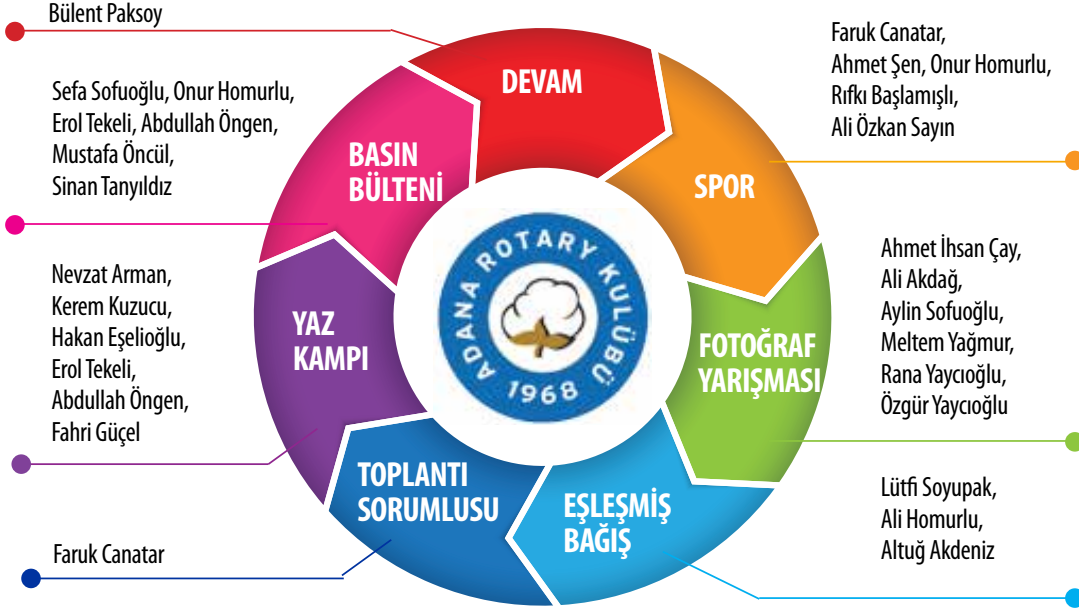 Bülent Paksoy
DEVAM
Faruk Canatar,
Ahmet Şen, Onur Homurlu,
Rıfkı Başlamışlı,
Ali Özkan Sayın
SPOR
Sefa Sofuoğlu, Onur Homurlu,
Erol Tekeli, Abdullah Öngen,
Mustafa Öncül,
Sinan Tanyıldız
BASIN
BÜLTENİ
Nevzat Arman,
Kerem Kuzucu,
Hakan Eşelioğlu,
Erol Tekeli,
Abdullah Öngen,
Fahri Güçel
YAZ
KAMPI
ADANA ROTARY KULÜBÜ
1968
Ahmet İhsan Çay,
Ali Akdağ,
Aylin Sofuoğlu,
Meltem Yağmur,
Rana Yaycıoğlu,
Özgür Yaycıoğlu
FOTOĞRAF
YARIŞMASI
Faruk Canatar
TOPLANTI
SORUMLUSU
EŞLEŞMİŞ
BAĞIŞ
Lütfi Soyupak,
Ali Homurlu,
Altuğ Akdeniz